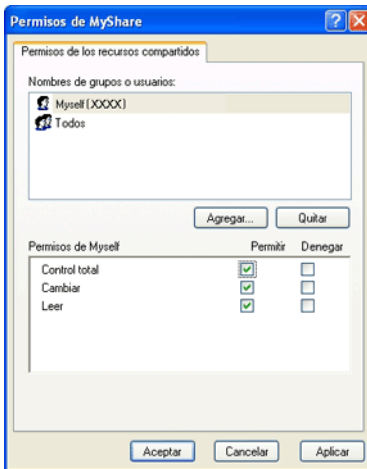 Permisos de MyShare
Permisos de los recursos compartidos
Nombres de grupos o usuarios:
Myself (XXXX)
Todos
Agregar... Quitar
Permisos de Myself Permitir Denegar
Control total
Cambiar
Leer
Aceptar Cancelar Aplicar